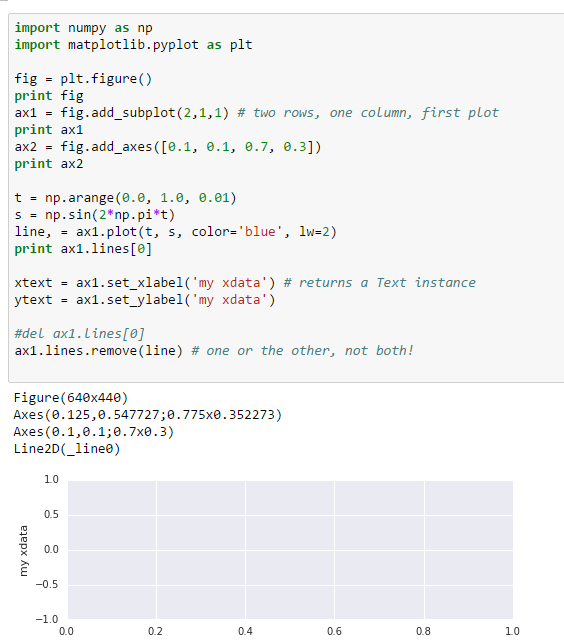 import numpy as np
import matplotlib.pyplot as plt
fig = plt.figure()
print fig
ax1 = fig.add_subplot(2,1,1) # two rows, one column, first plot
print ax1
ax2 = fig.add_axes([0.1, 0.1, 0.7, 0.3])
print ax2
t = np.arange(0.0, 1.0, 0.01)
s = np.sin(2*np.pi*t)
line, = ax1.plot(t, s, color='blue', lw=2)
print ax1.lines[0]
xtext = ax1.set_xlabel('my xdata') # returns a Text instance
ytext = ax1.set_ylabel('my xdata')
#del ax1.lines[0]
ax1.lines.remove(line) # one or the other, not both!
Figure(640x440)
Axes(0.125,0.547727;0.775x0.352273)
Axes(0.1,0.1;0.7x0.3)
Line2D(_line0)
1.0
0.5
my xdata
0.0
−0.5
−1.0
0.0 0.2 0.4 0.6 0.8 1.0